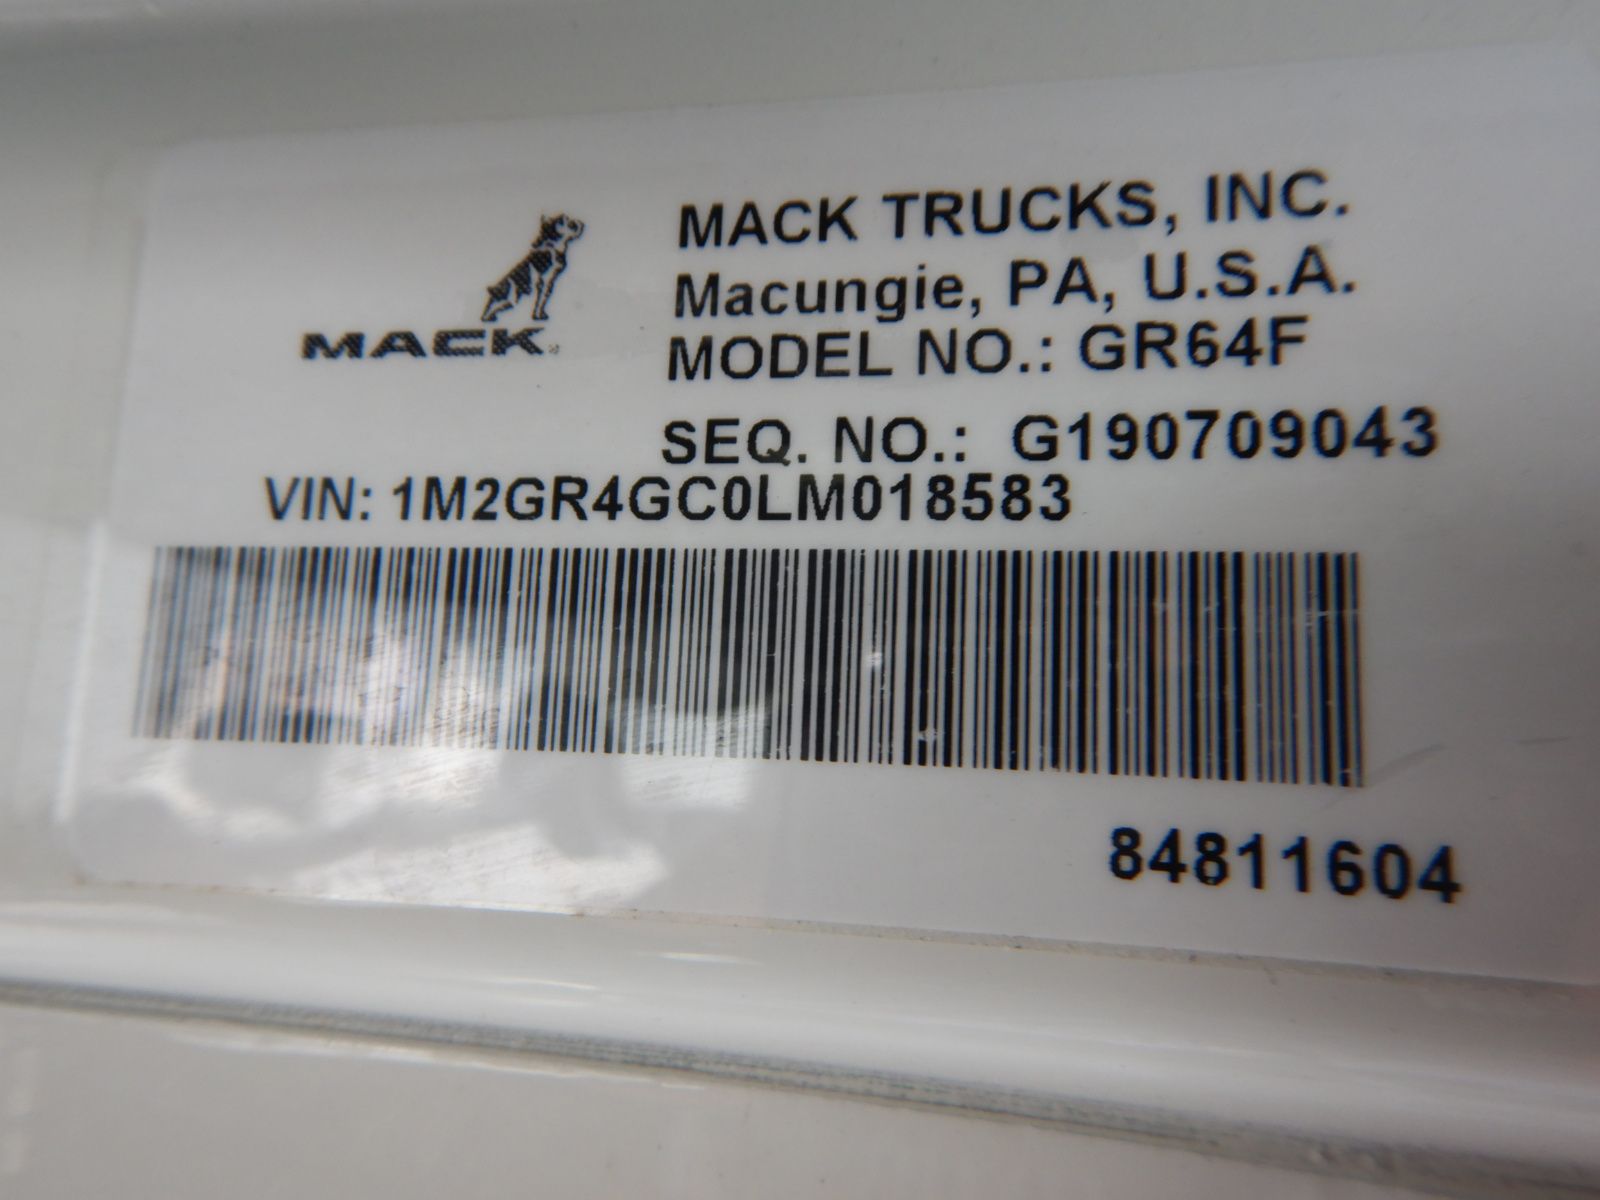 MACK TRUCKS, INC.
Macungie, PA, U.S.A.
MACK
MODEL NO.: GR64F
SEQ. NO.: G190709043
VIN: 1M2GR4GC0LM018583
84811604